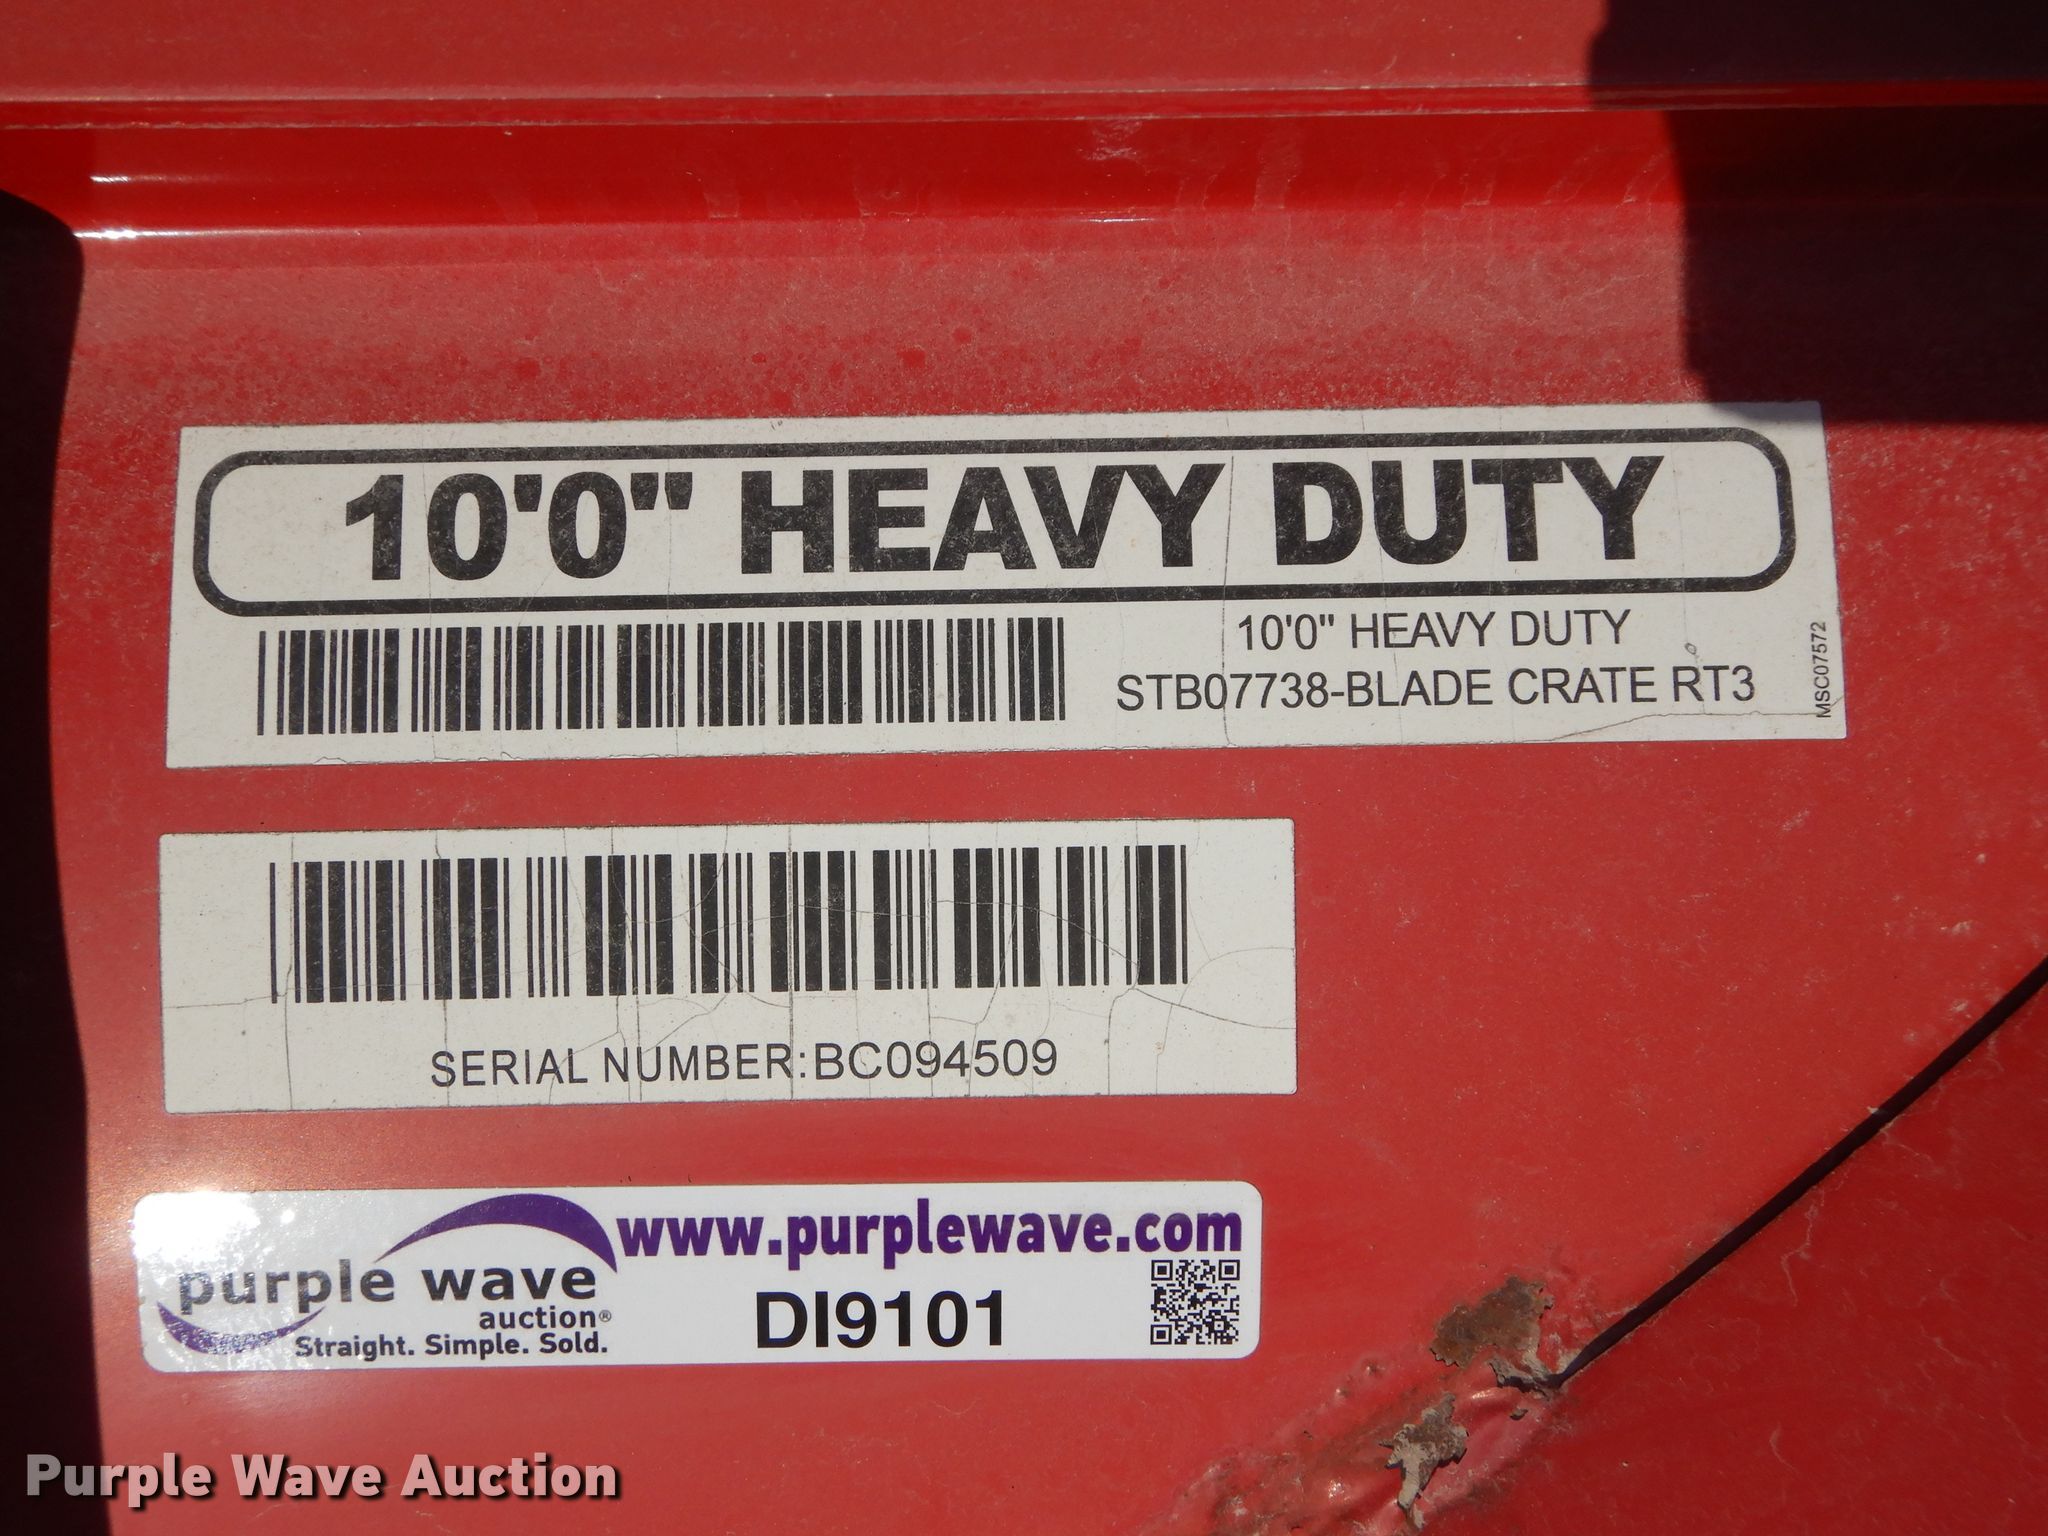 10'0" HEAVY DUTY
10'0" HEAVY DUTY
STB07738-BLADE CRATE RT3
MSC07572
SERIAL NUMBER:BC094509
purple wave
auction®
Straight. Simple. Sold.
www.purplewave.com
DI9101
Purple Wave Auction